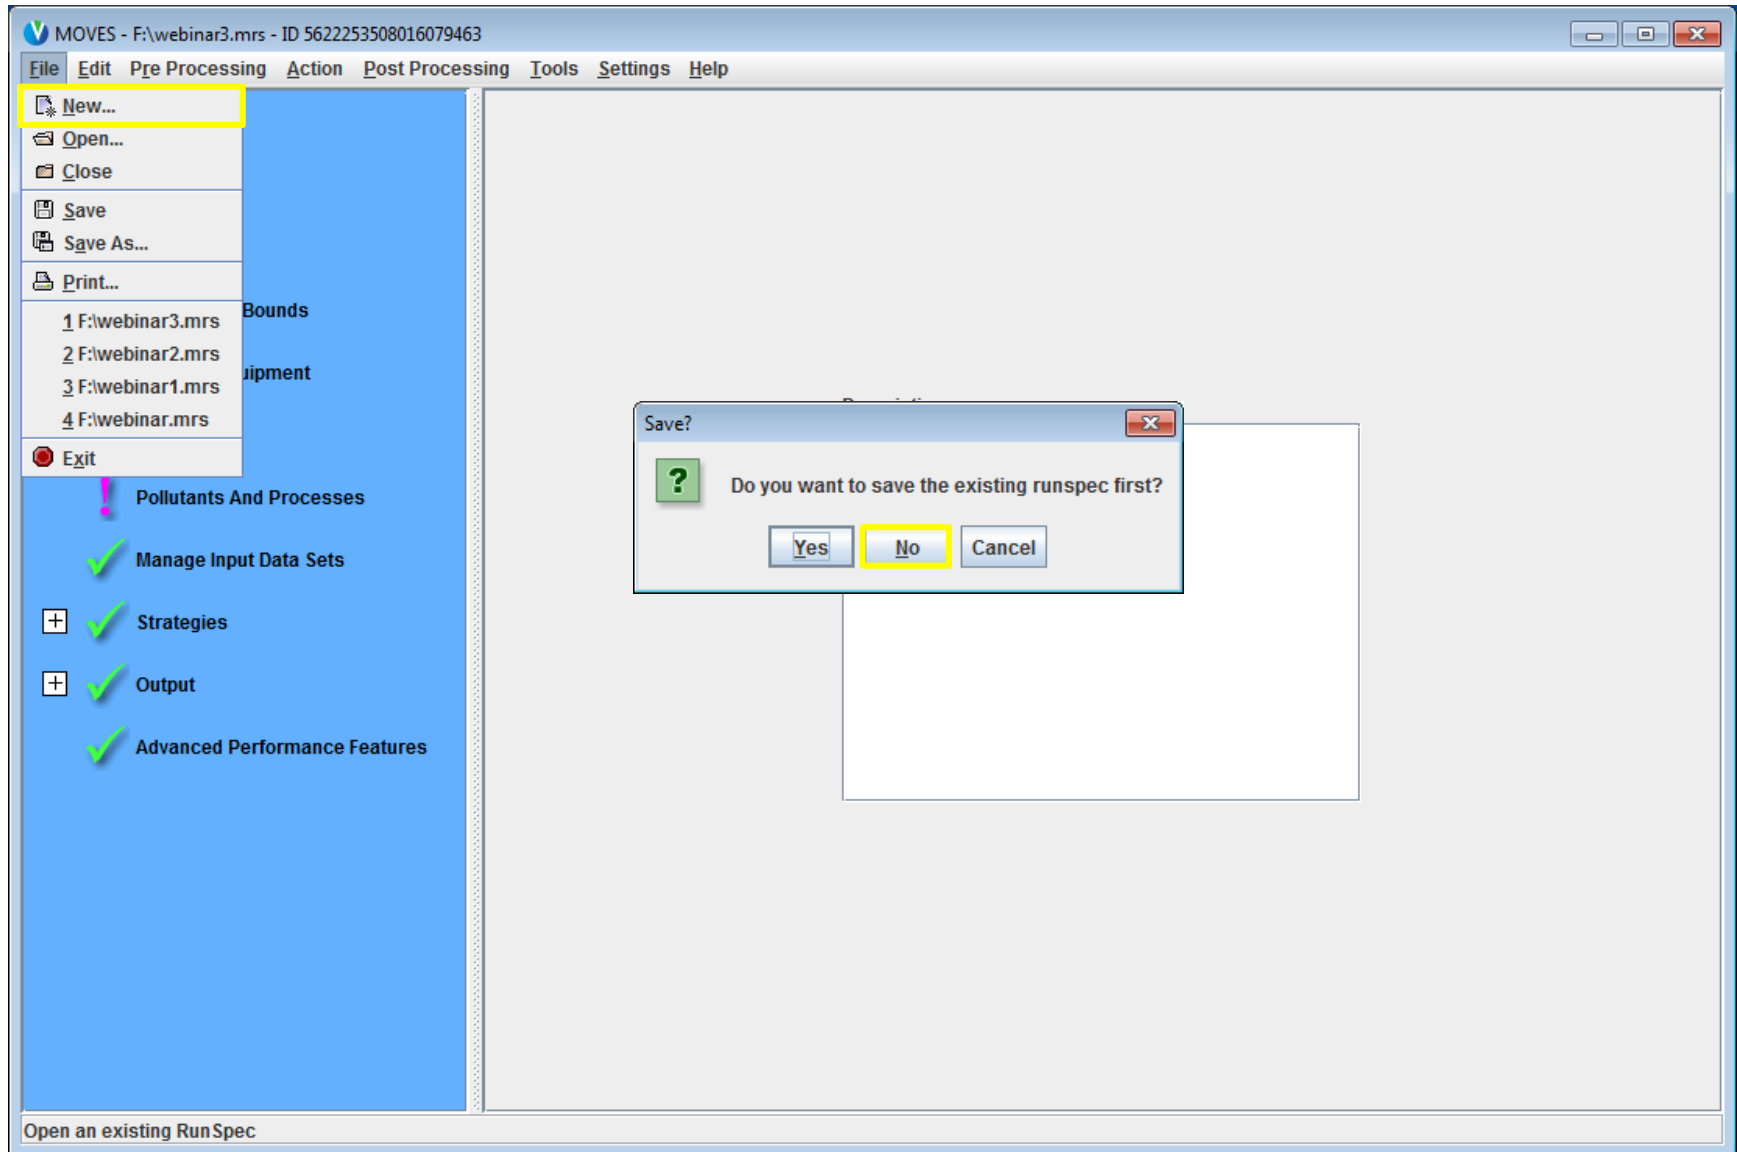 MOVES - F:\webinar3.mrs - ID 5622253508016079463
File Edit Pre Processing Action Post Processing Tools Settings Help
New...
Open...
Close
Save
Save As...
Print...
1 F:\webinar3.mrs
2 F:\webinar2.mrs
3 F:\webinar1.mrs
4 F:\webinar.mrs
Exit
Bounds
uipment
Pollutants And Processes
Manage Input Data Sets
Strategies
Output
Advanced Performance Features
Save?
Do you want to save the existing runspec first?
Yes No Cancel
Open an existing RunSpec